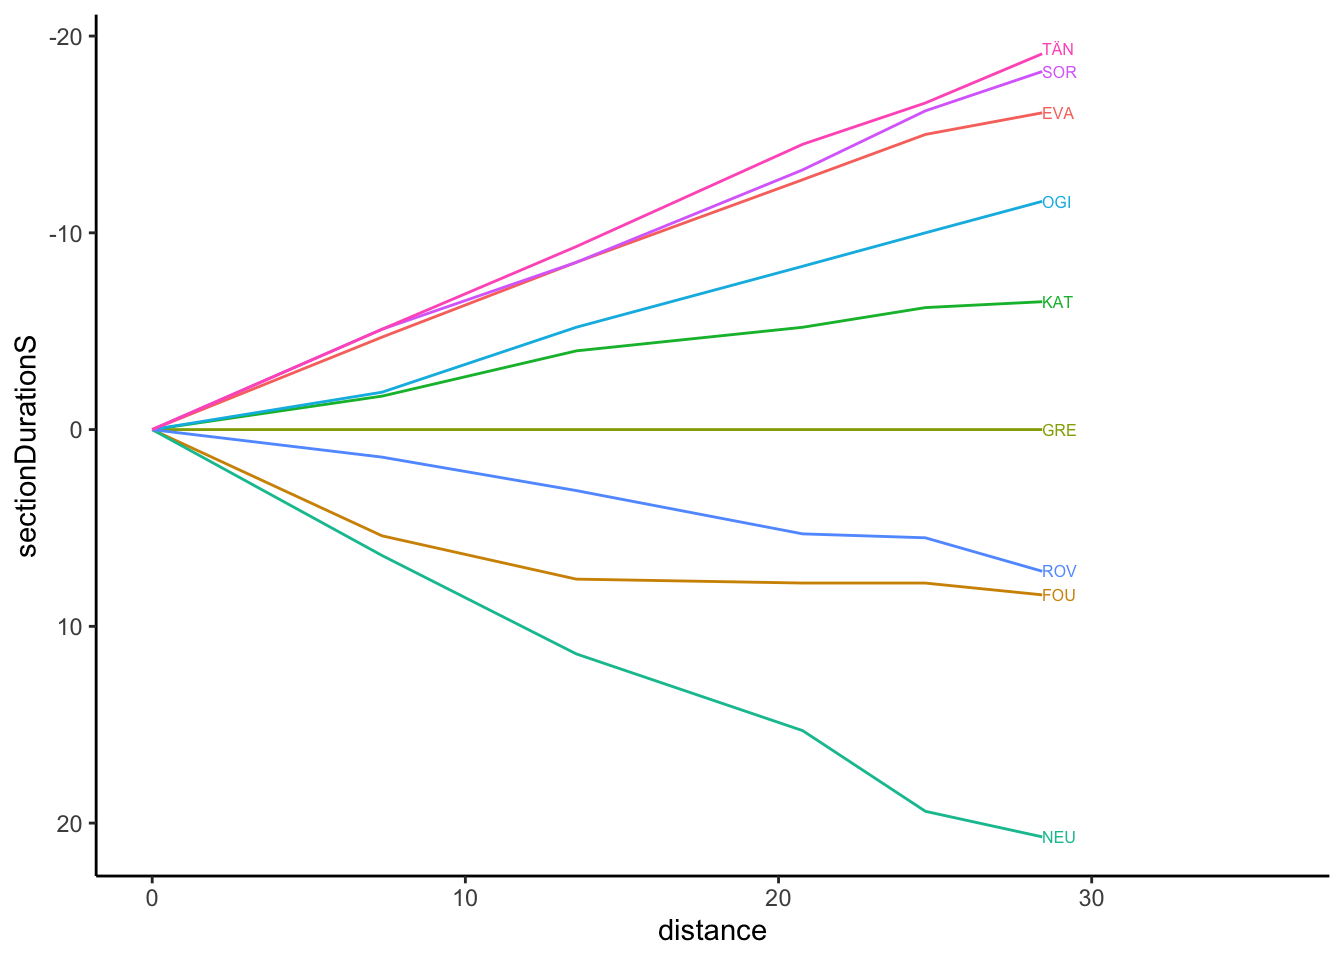 -20
-10
0
10
20
sectionDurationS
TÄN
SOR
EVA
OGI
KAT
GRE
ROV
FOU
NEU
0 10 20 30
distance